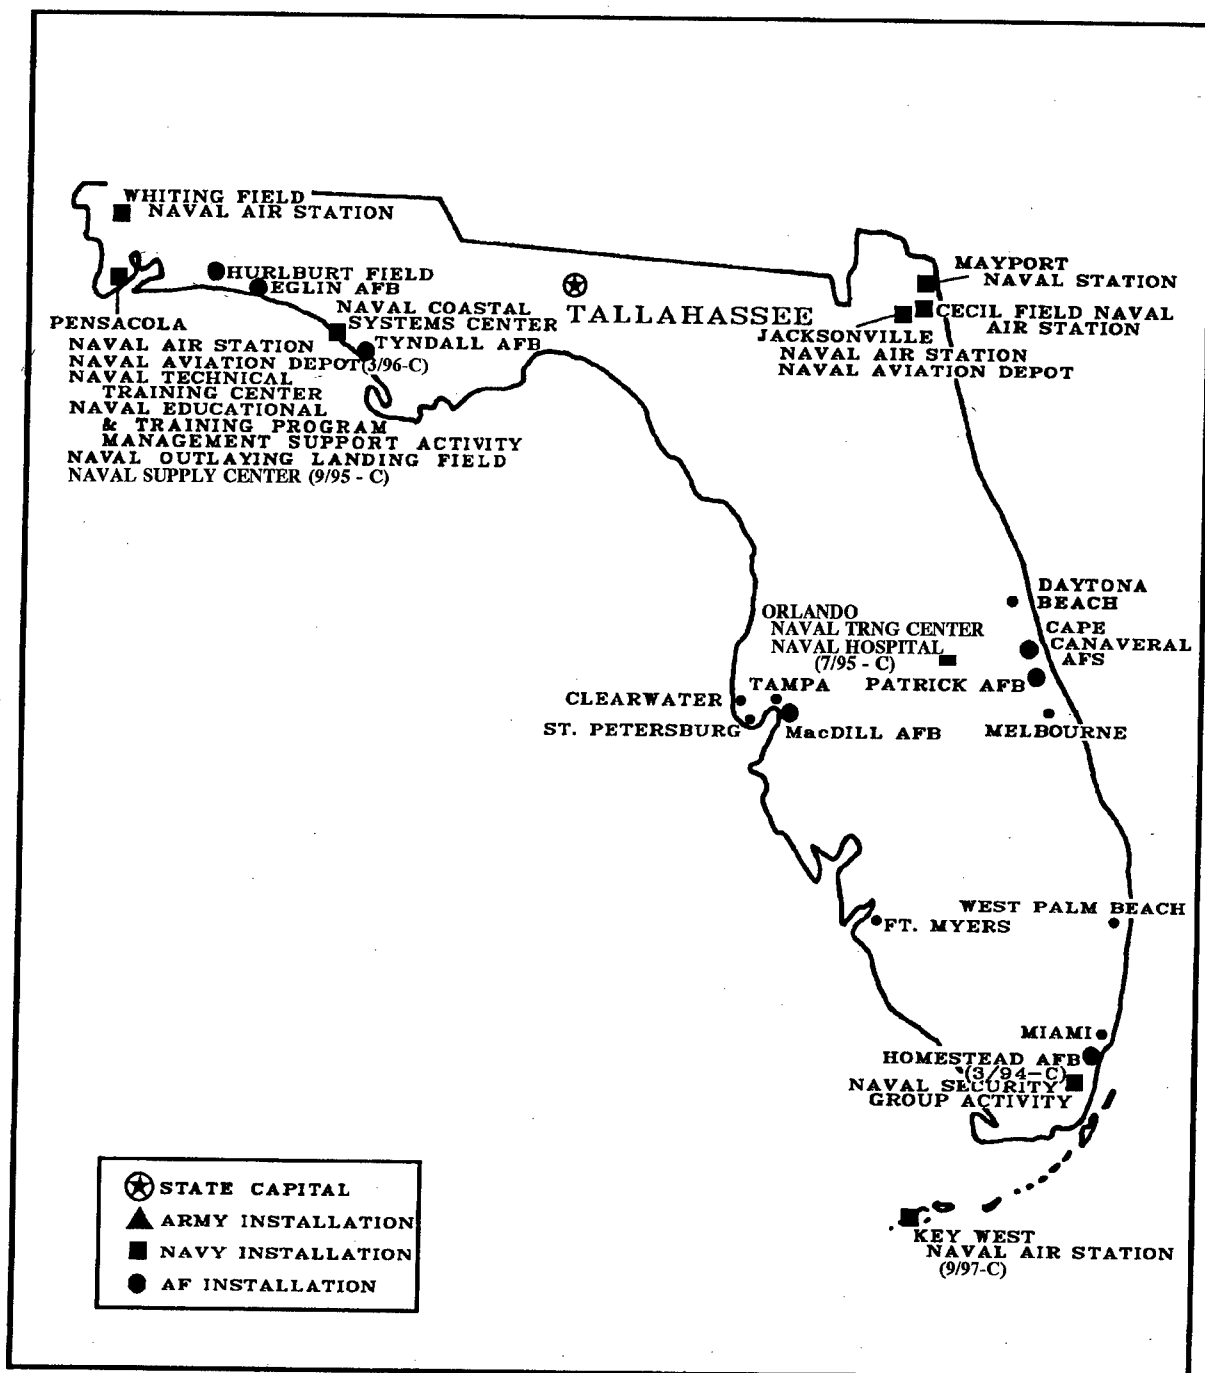 WHITING FIELD
NAVAL AIR STATION
HURLBURT FIELD
EGLIN AFB
NAVAL COASTAL
SYSTEMS CENTER
TYNDALL AFB
PENSACOLA
NAVAL AIR STATION
NAVAL AVIATION DEPOT(3/96-C)
NAVAL TECHNICAL
TRAINING CENTER
NAVAL EDUCATIONAL
& TRAINING PROGRAM
MANAGEMENT SUPPORT ACTIVITY
NAVAL OUTLAYING LANDING FIELD
NAVAL SUPPLY CENTER (9/95 - C)
TALLAHASSEE
MAYPORT
NAVAL STATION
CECIL FIELD NAVAL
AIR STATION
JACKSONVILLE
NAVAL AIR STATION
NAVAL AVIATION DEPOT
DAYTONA
BEACH
ORLANDO
NAVAL TRNG CENTER
NAVAL HOSPITAL
(7/95 - C)
CAPE
CANAVERAL
AFS
TAMPA
PATRICK AFB
CLEARWATER
ST. PETERSBURG
MacDILL AFB
MELBOURNE
WEST PALM BEACH
FT. MYERS
MIAMI
HOMESTEAD AFB
(3/94-C)
NAVAL SECURITY
GROUP ACTIVITY
KEY WEST
NAVAL AIR STATION
(9/97-C)
STATE CAPITAL
ARMY INSTALLATION
NAVY INSTALLATION
AF INSTALLATION